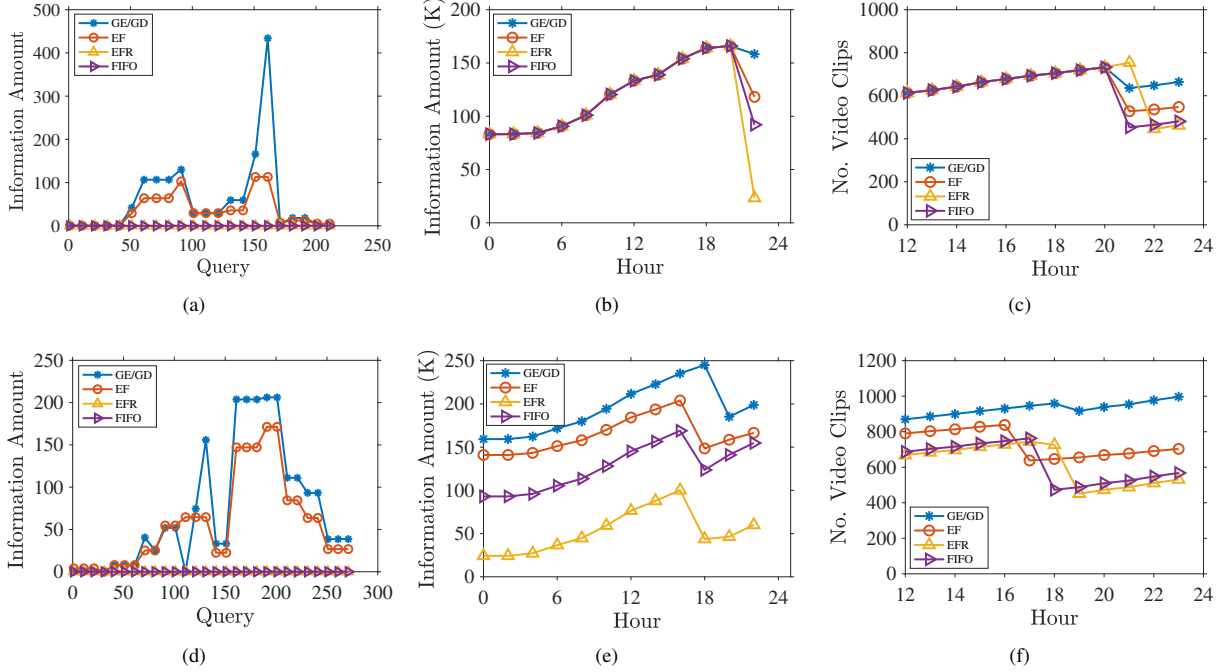 500
400
300
200
100
0
Information Amount
GE/GD
EF
EFR
FIFO
0 50 100 150 200 250
Query
(a)
200
150
100
50
0
Information Amount (K)
GE/GD
EF
EFR
FIFO
0 6 12 18 24
Hour
(b)
1000
800
600
400
200
0
No. Video Clips
GE/GD
EF
EFR
FIFO
12 14 16 18 20 22 24
Hour
(c)
250
200
150
100
50
0
Information Amount
GE/GD
EF
EFR
FIFO
0 50 100 150 200 250 300
Query
(d)
250
200
150
100
50
0
Information Amount (K)
GE/GD
EF
EFR
FIFO
0 6 12 18 24
Hour
(e)
1200
1000
800
600
400
200
0
No. Video Clips
GE/GD
EF
EFR
FIFO
12 14 16 18 20 22 24
Hour
(f)